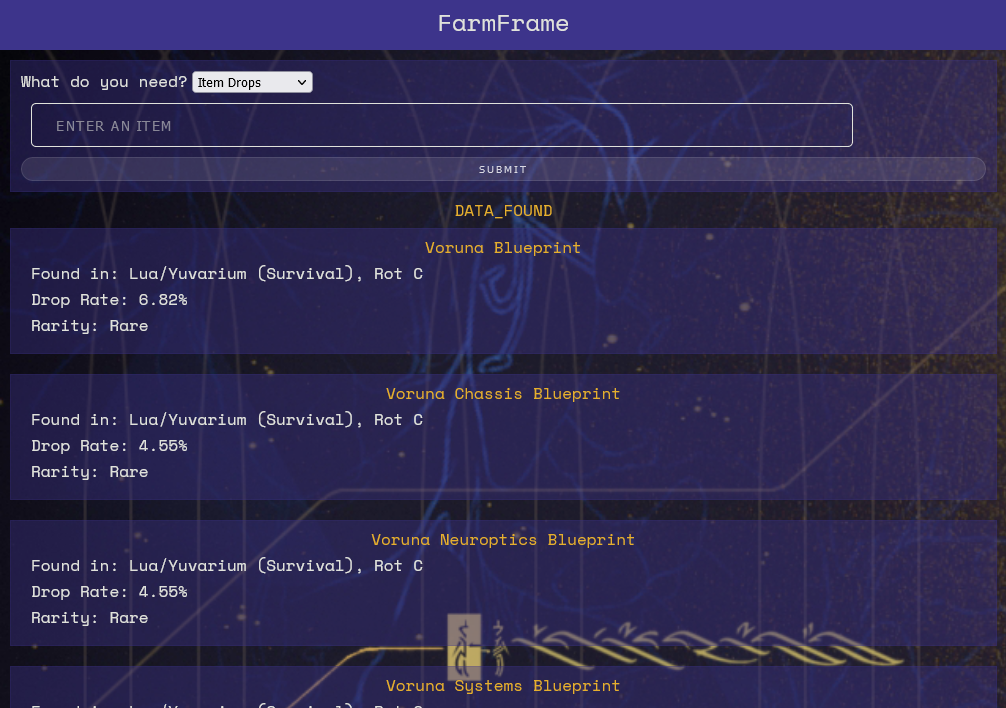 FarmFrame
What do you need? Item Drops
ENTER AN ITEM
SUBMIT
DATA_FOUND
Voruna Blueprint
Found in: Lua/Yuvarium (Survival), Rot C
Drop Rate: 6.82%
Rarity: Rare
Voruna Chassis Blueprint
Found in: Lua/Yuvarium (Survival), Rot C
Drop Rate: 4.55%
Rarity: Rare
Voruna Neuroptics Blueprint
Found in: Lua/Yuvarium (Survival), Rot C
Drop Rate: 4.55%
Rarity: Rare
Voruna Systems Blueprint